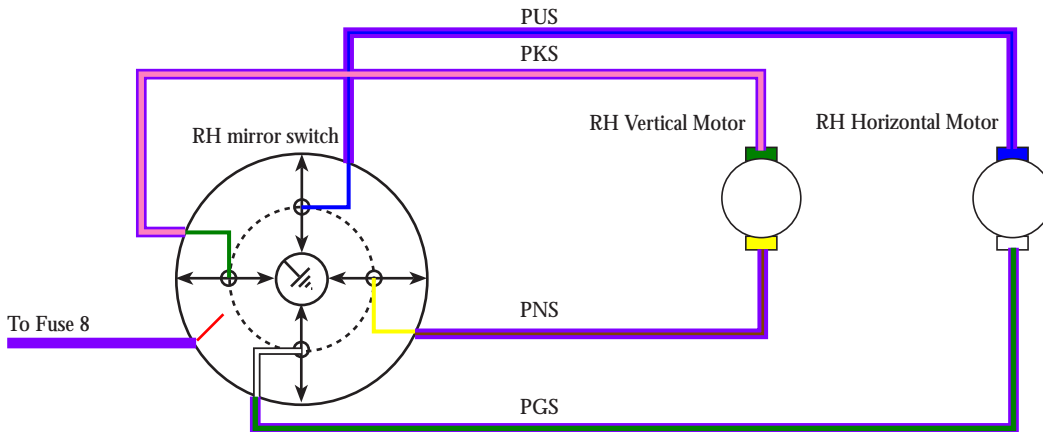 PUS
PKS
RH mirror switch
RH Vertical Motor
RH Horizontal Motor
To Fuse 8
PNS
PGS